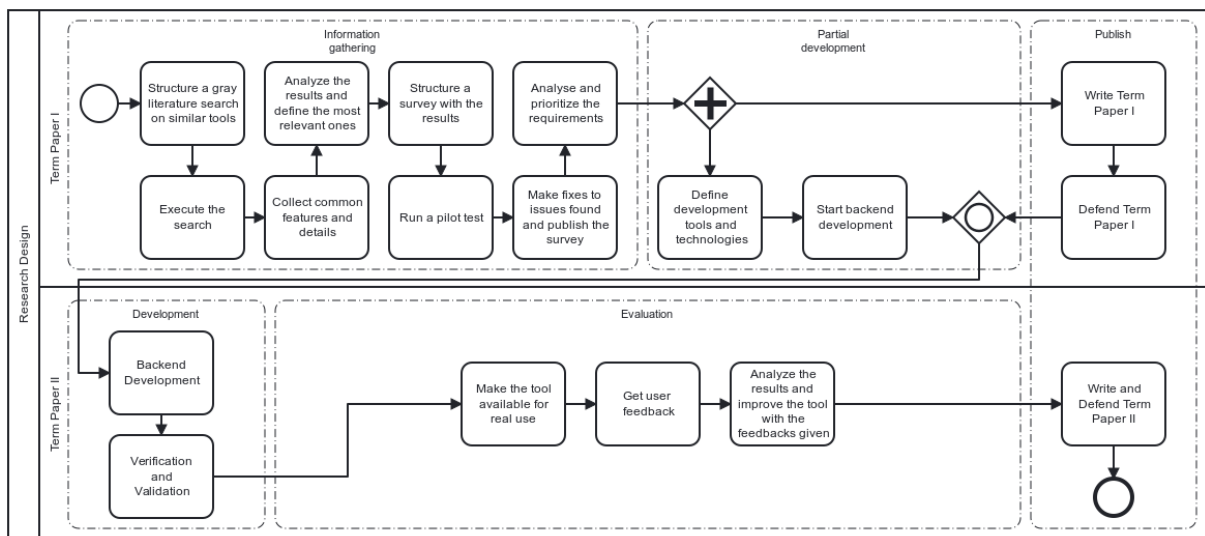 Research Design
Term Paper I
Information
gathering
Structure a gray
literature search
on similar tools
Execute the
search
Collect common
features and
details
Analyze the
results and
define the most
relevant ones
Structure a
survey with the
results
Run a pilot test
Make fixes to
issues found
and publish the
survey
Analyse and
prioritize the
requirements
Partial
development
Define
development
tools and
technologies
Start backend
development
Publish
Write Term
Paper I
Defend Term
Paper I
Term Paper II
Development
Backend
Development
Verification
and
Validation
Evaluation
Make the tool
available for
real use
Get user
feedback
Analyze the
results and
improve the tool
with the
feedbacks given
Write and
Defend Term
Paper II